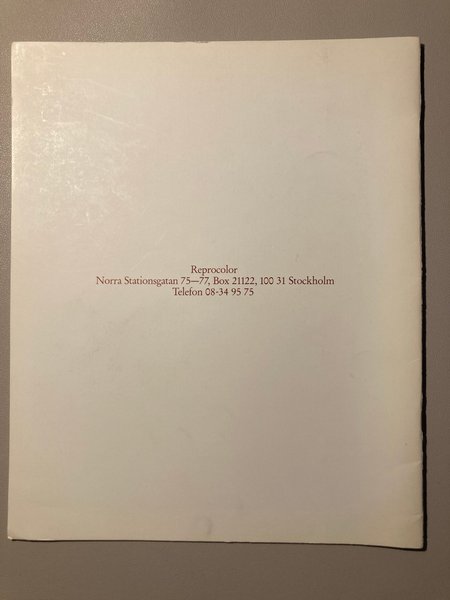 Reprocolor
Norra Stationsgatan 75—77, Box 21122, 100 31 Stockholm
Telefon 08-34 95 75